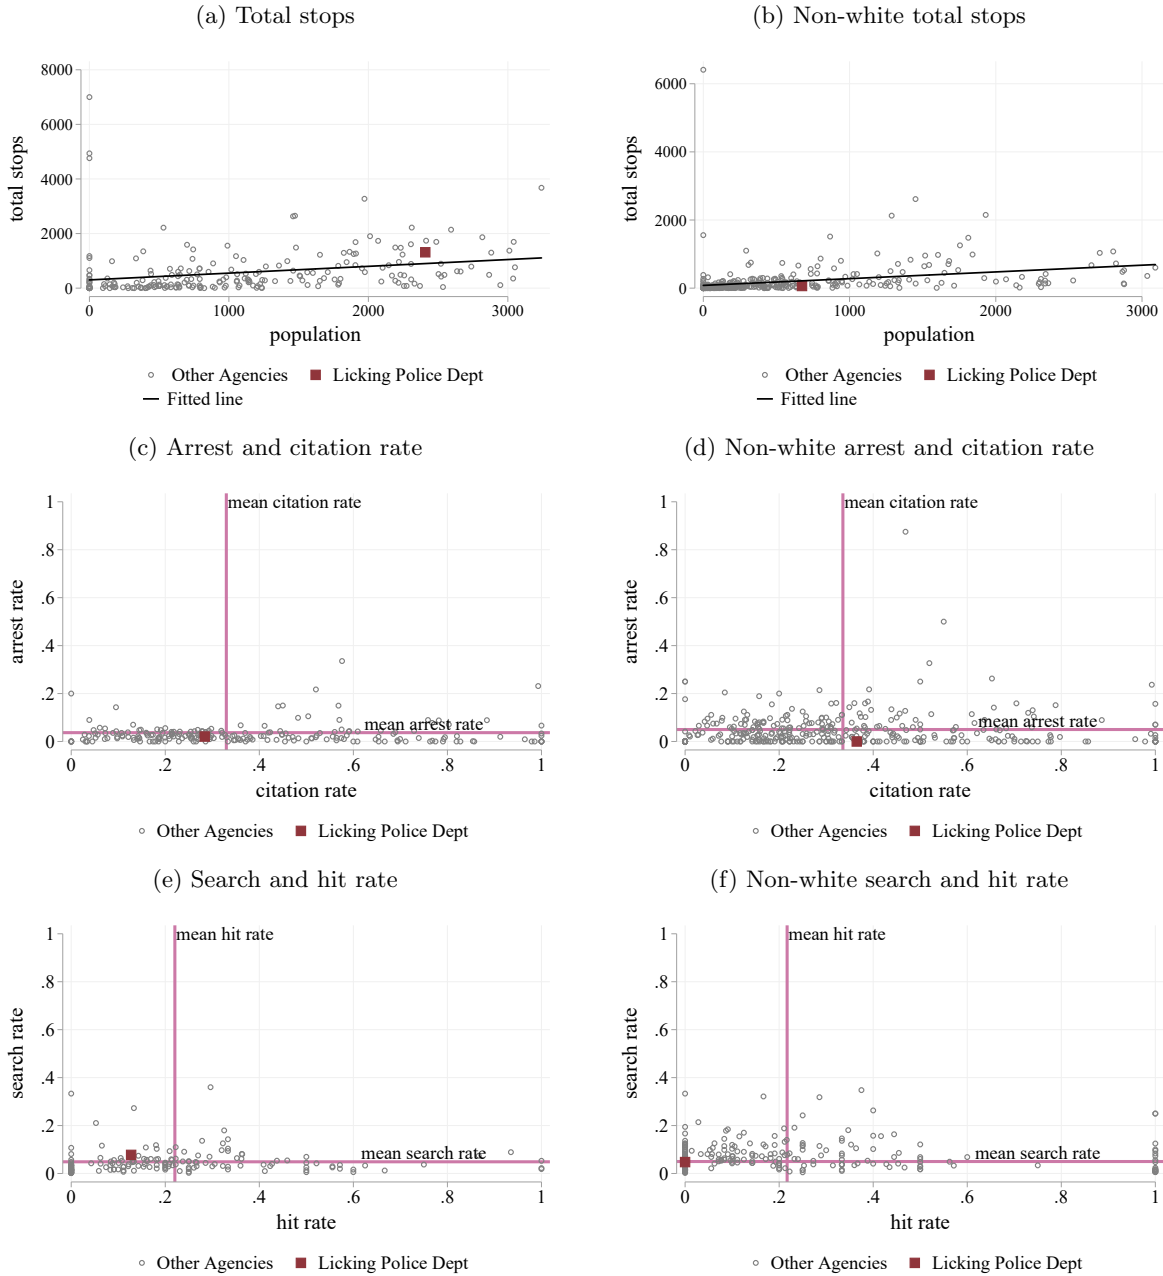 (a) Total stops
(b) Non-white total stops
total stops
8000
6000
4000
2000
0
0
1000
2000
3000
population
Other Agencies
Licking Police Dept
Fitted line
total stops
6000
4000
2000
0
0
1000
2000
3000
population
Other Agencies
Licking Police Dept
Fitted line
(c) Arrest and citation rate
(d) Non-white arrest and citation rate
arrest rate
1
.8
.6
.4
.2
0
mean citation rate
mean arrest rate
0
.2
.4
.6
.8
1
citation rate
Other Agencies
Licking Police Dept
arrest rate
1
.8
.6
.4
.2
0
mean citation rate
mean arrest rate
0
.2
.4
.6
.8
1
citation rate
Other Agencies
Licking Police Dept
(e) Search and hit rate
(f) Non-white search and hit rate
search rate
1
.8
.6
.4
.2
0
mean hit rate
mean search rate
0
.2
.4
.6
.8
1
hit rate
Other Agencies
Licking Police Dept
search rate
1
.8
.6
.4
.2
0
mean hit rate
mean search rate
0
.2
.4
.6
.8
1
hit rate
Other Agencies
Licking Police Dept